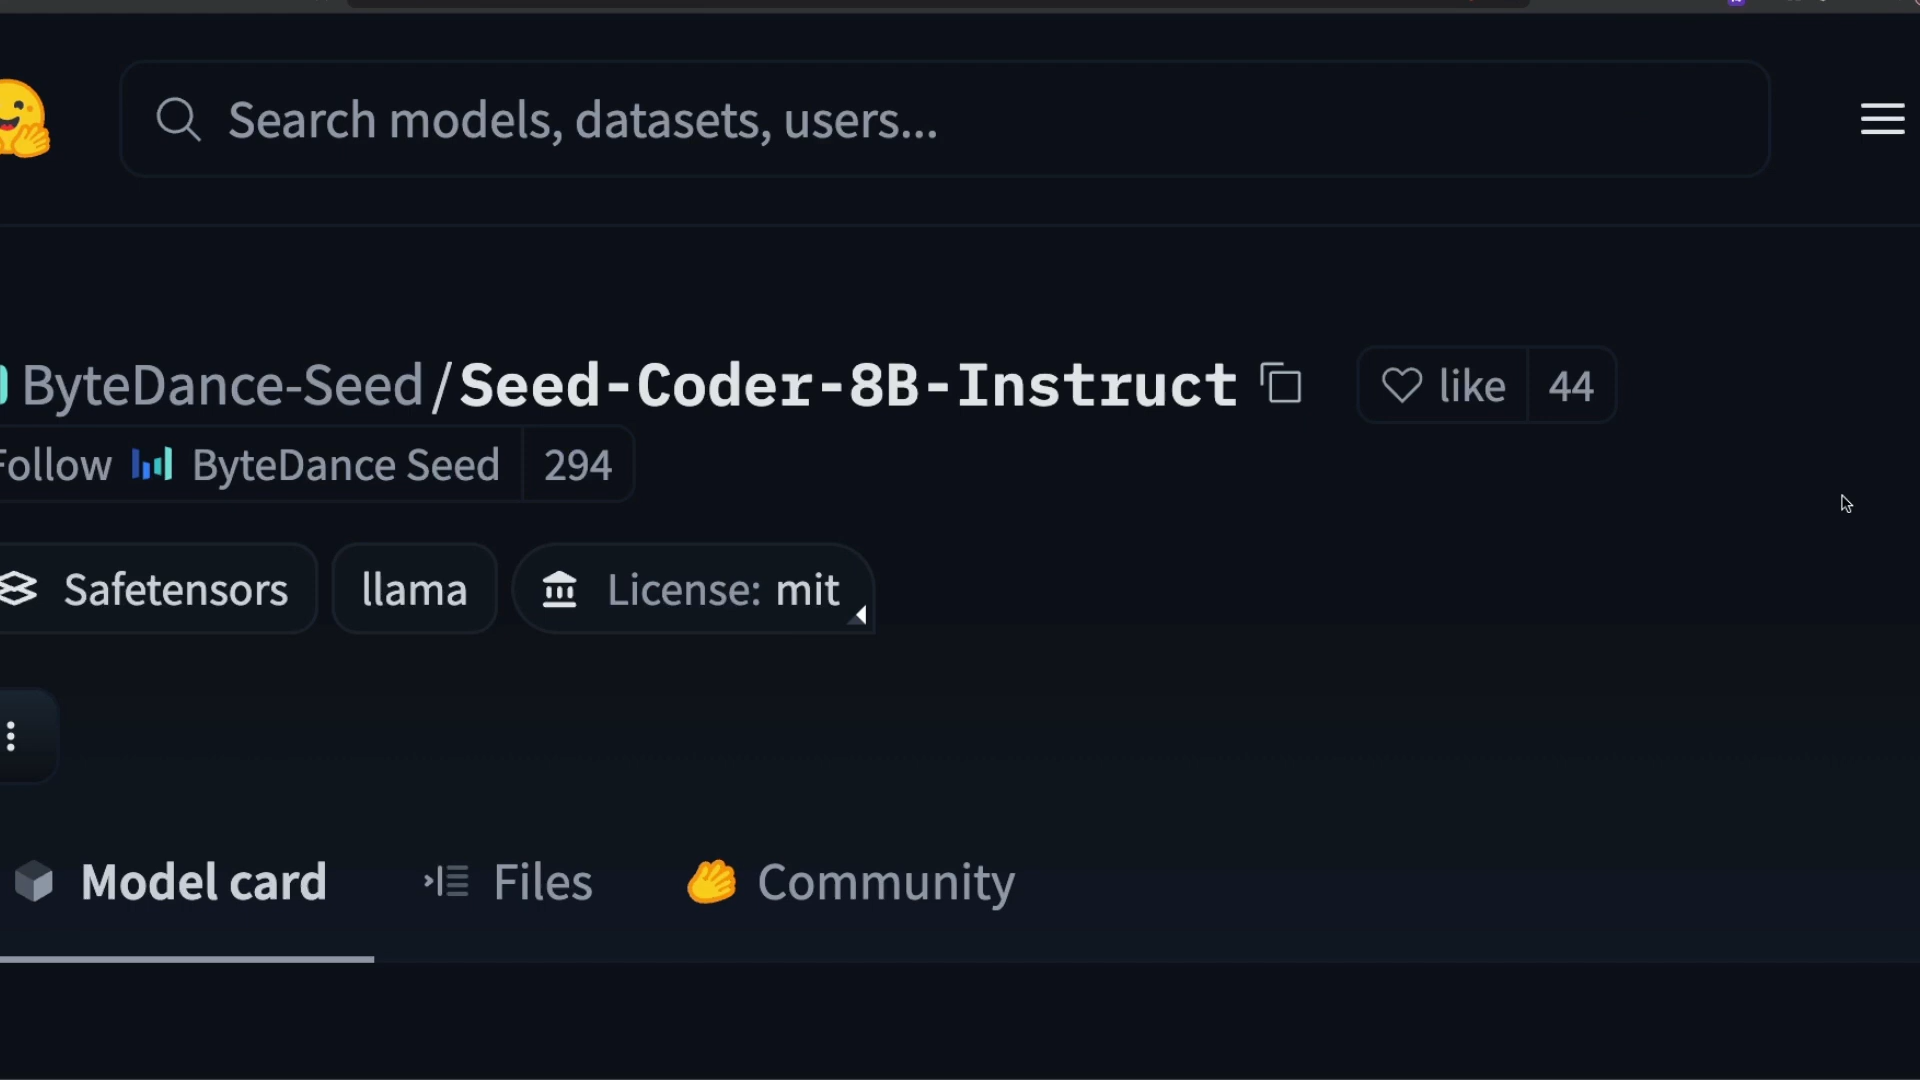 Search models, datasets, users...
ByteDance-Seed/Seed-Coder-8B-Instruct like 44
Follow ByteDance Seed 294
Safetensors llama License: mit
Model card Files Community